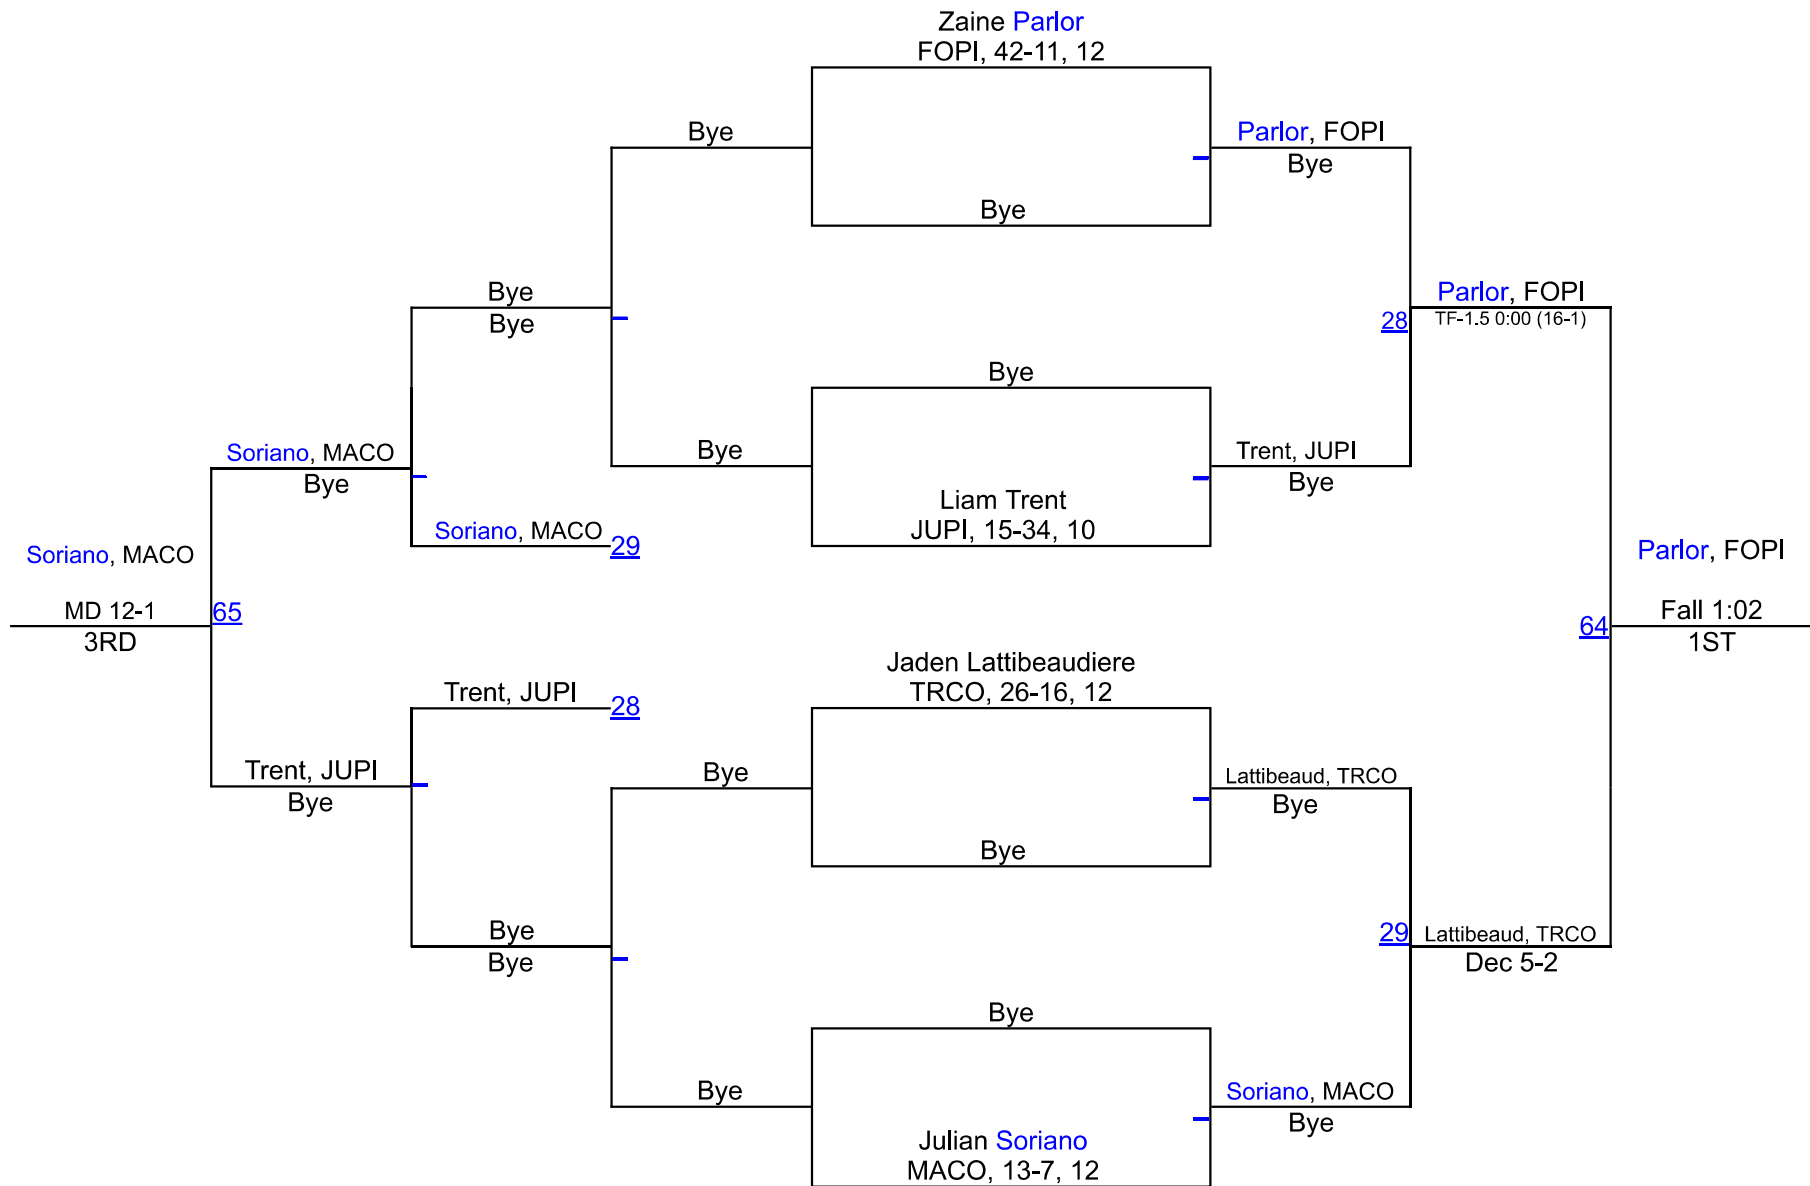 Zaine Parlor
FOPI, 42-11, 12
Bye
Parlor, FOPI
Bye
Bye
Bye
Bye
Parlor, FOPI
28
TF-1.5 0:00 (16-1)
Bye
Bye
Trent, JUPI
Bye
Soriano, MACO
Bye
Liam Trent
JUPI, 15-34, 10
Soriano, MACO
29
Soriano, MACO
MD 12-1
65
3RD
Parlor, FOPI
Fall 1:02
64
1ST
Jaden Lattibeaudiere
TRCO, 26-16, 12
Trent, JUPI
28
Trent, JUPI
Bye
Bye
Lattibeaud, TRCO
Bye
Bye
Bye
Bye
29
Lattibeaud, TRCO
Dec 5-2
Bye
Bye
Soriano, MACO
Bye
Julian Soriano
MACO, 13-7, 12